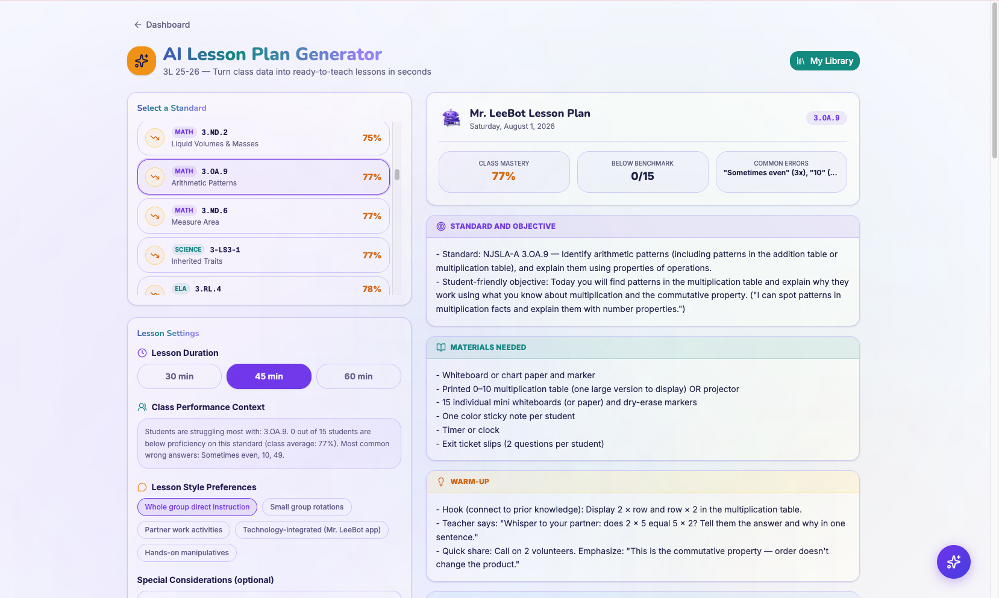 Dashboard
AI Lesson Plan Generator
3L 25-26 — Turn class data into ready-to-teach lessons in seconds
My Library
Select a Standard
MATH 3.MD.2
Liquid Volumes & Masses
75%
MATH 3.OA.9
Arithmetic Patterns
77%
MATH 3.MD.6
Measure Area
77%
SCIENCE 3-LS3-1
Inherited Traits
77%
ELA 3.RL.4
78%
Lesson Settings
Lesson Duration
30 min
45 min
60 min
Class Performance Context
Students are struggling most with: 3.OA.9. 0 out of 15 students are
below proficiency on this standard (class average: 77%). Most common
wrong answers: Sometimes even, 10, 49.
Lesson Style Preferences
Whole group direct instruction
Small group rotations
Partner work activities
Technology-integrated (Mr. LeeBot app)
Hands-on manipulatives
Special Considerations (optional)
Mr. LeeBot Lesson Plan
Saturday, August 1, 2026
3.OA.9
CLASS MASTERY
77%
BELOW BENCHMARK
0/15
COMMON ERRORS
"Sometimes even" (3x), "10" (...
STANDARD AND OBJECTIVE
- Standard: NJSLA-A 3.OA.9 — Identify arithmetic patterns (including patterns in the addition table or
multiplication table), and explain them using properties of operations.
- Student-friendly objective: Today you will find patterns in the multiplication table and explain why they
work using what you know about multiplication and the commutative property. ("I can spot patterns in
multiplication facts and explain them with number properties.")
MATERIALS NEEDED
- Whiteboard or chart paper and marker
- Printed 0–10 multiplication table (one large version to display) OR projector
- 15 individual mini whiteboards (or paper) and dry-erase markers
- One color sticky note per student
- Timer or clock
- Exit ticket slips (2 questions per student)
WARM-UP
- Hook (connect to prior knowledge): Display 2 × row and row × 2 in the multiplication table.
- Teacher says: "Whisper to your partner: does 2 × 5 equal 5 × 2? Tell them the answer and why in one
sentence."
- Quick share: Call on 2 volunteers. Emphasize: "This is the commutative property — order doesn't
change the product."